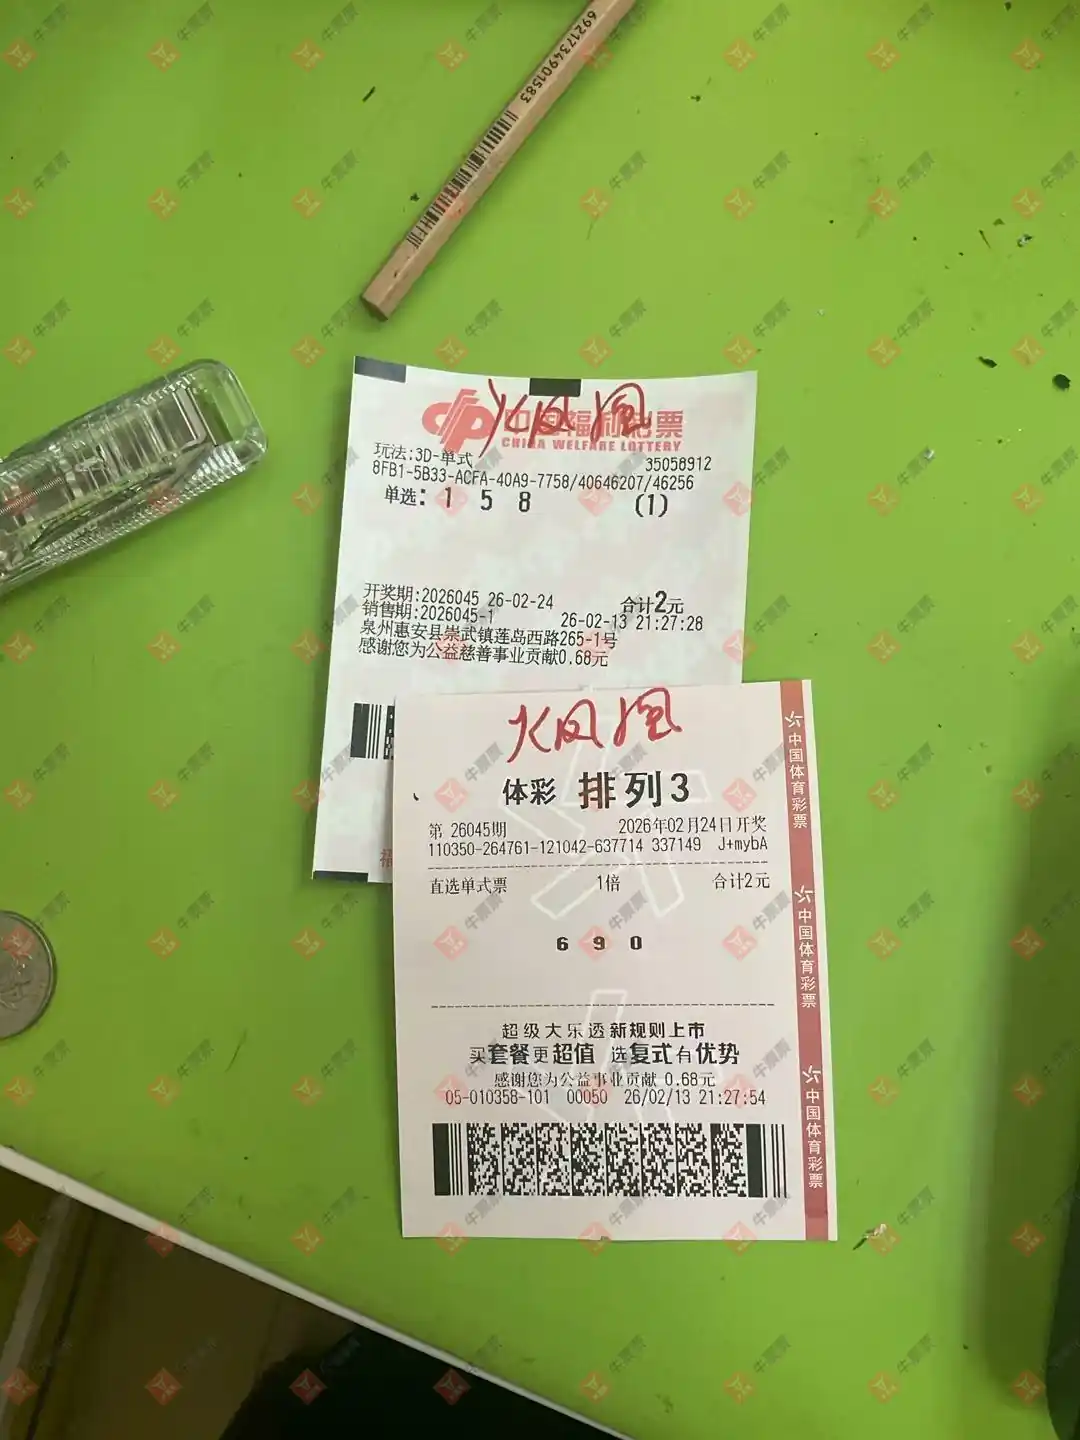 6921734901583
火凤凰
中国福利彩票
CHINA WELFARE LOTTERY
玩法:3D-单式 35058912
8FB1-5B33-ACFA-40A9-7758/40646207/46256
单选: 1 5 8 (1)
开奖期:2026045 26-02-24 合计2元
销售期:2026045-1 26-02-13 21:27:28
泉州惠安县崇武镇莲岛西路265-1号
感谢您为公益慈善事业贡献0.68元
火凤凰
体彩 排列3
第 26045期 2026年02月24日开奖
110350-264761-121042-637714 337149 J+mybA
直选单式票 1倍 合计2元
6 9 0
超级大乐透新规则上市
买套餐更超值 选复式有优势
感谢您为公益事业贡献 0.68元
05-010358-101 00050 26/02/13 21:27:54
中国体育彩票
中国体育彩票
中国体育彩票
牛票票